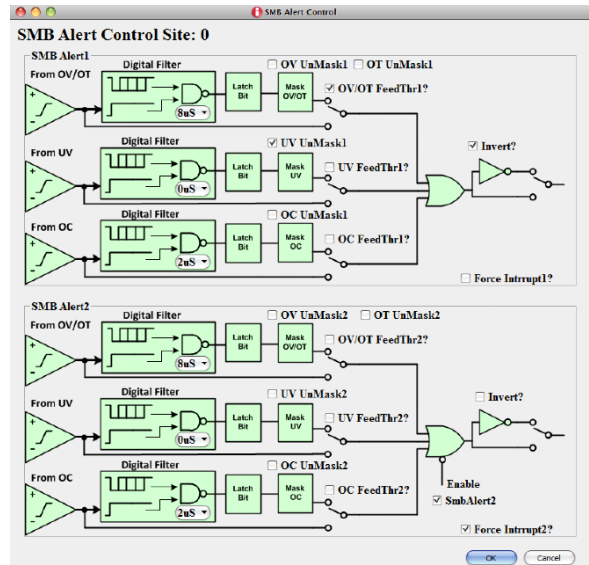 SMB Alert Control
SMB Alert Control Site: 0
SMB Alert1
From OV/OT
Digital Filter
OV UnMask1
OT UnMask1
8uS
Latch Bit
Mask OV/OT
OV/OT FeedThr1?
From UV
Digital Filter
UV UnMask1
0uS
Latch Bit
Mask UV
UV FeedThr1?
Invert?
From OC
Digital Filter
OC UnMask1
2uS
Latch Bit
Mask OC
OC FeedThr1?
Force Intrrupt1?
SMB Alert2
From OV/OT
Digital Filter
OV UnMask2
OT UnMask2
8uS
Latch Bit
Mask OV/OT
OV/OT FeedThr2?
From UV
Digital Filter
UV UnMask2
0uS
Latch Bit
Mask UV
UV FeedThr2?
Invert?
From OC
Digital Filter
OC UnMask2
2uS
Latch Bit
Mask OC
OC FeedThr2?
Enable
SmbAlert2
Force Intrrupt2?
OK
Cancel